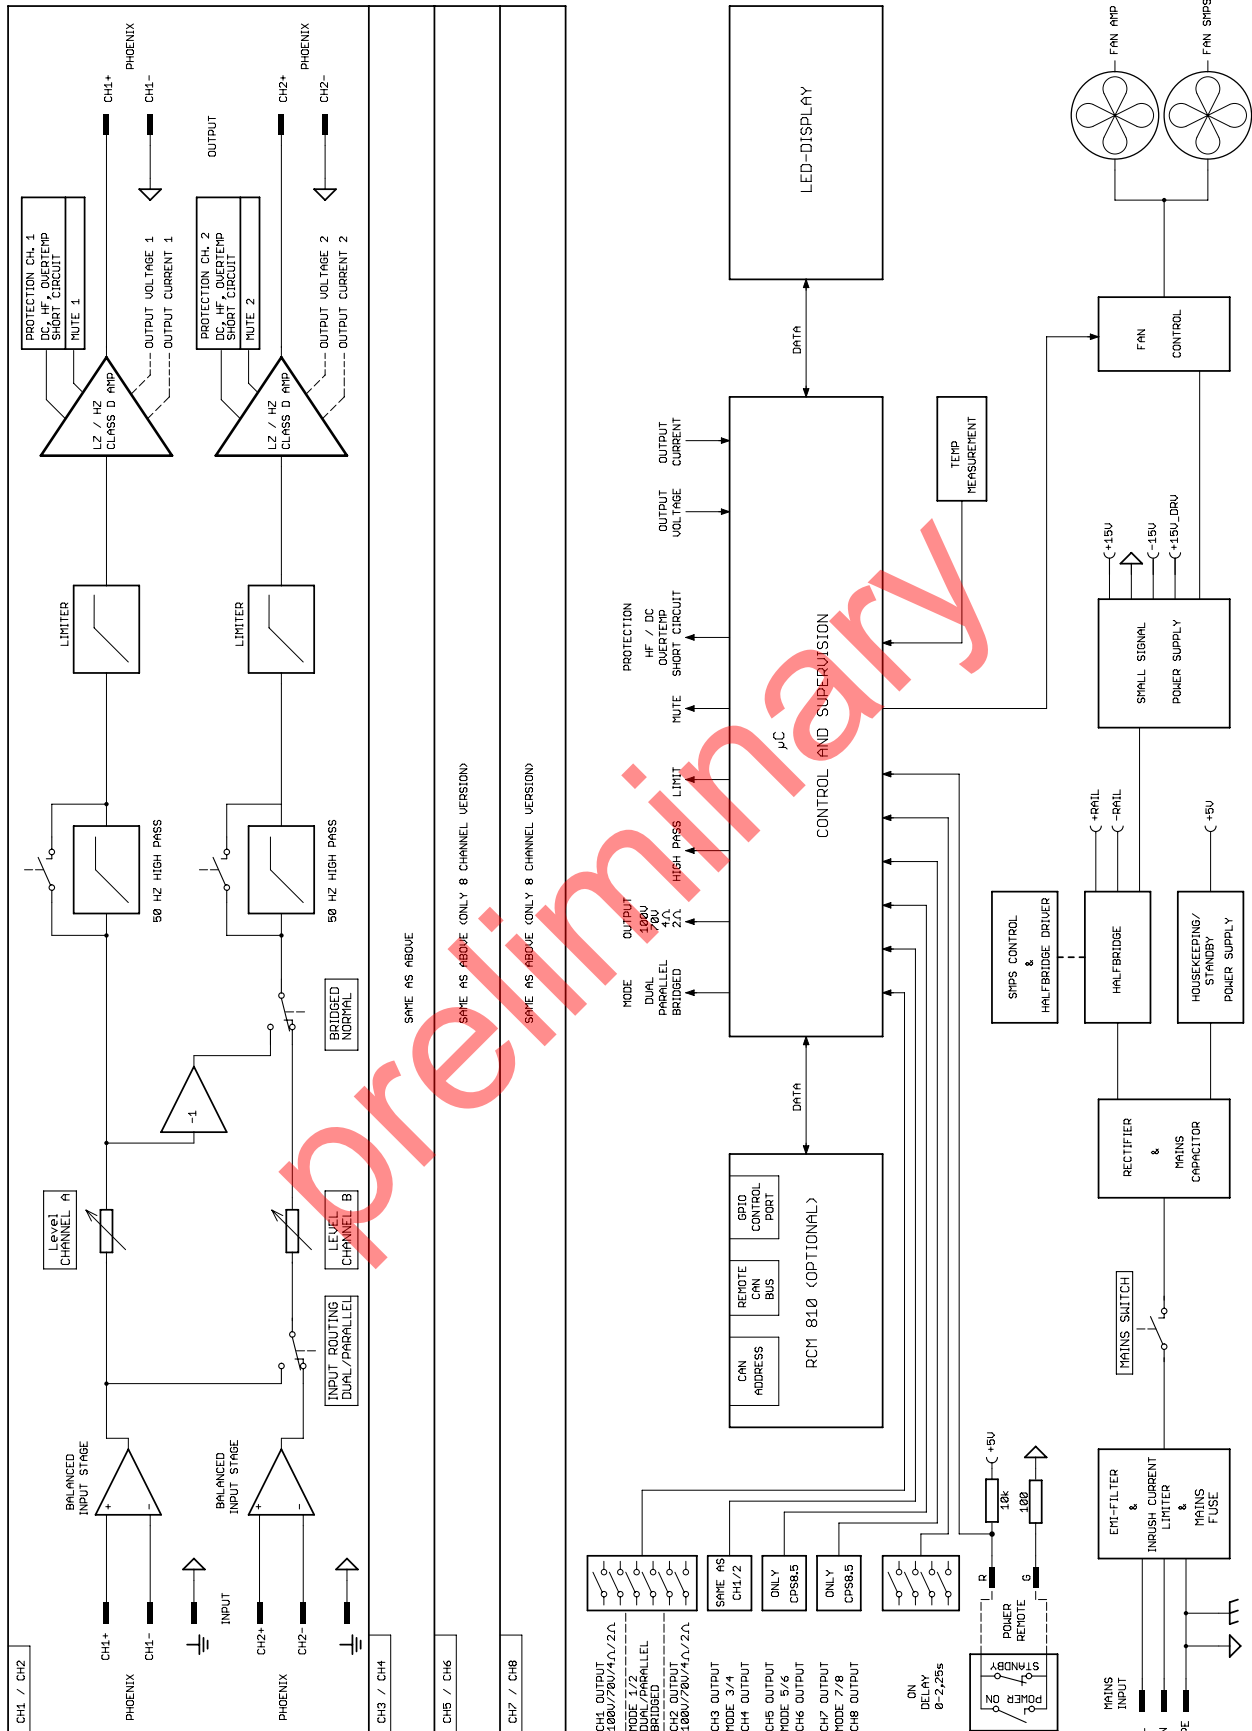 CH1 / CH2
PHOENIX
CH1+
CH1-
INPUT
CH2+
CH2-
PHOENIX
BALANCED
INPUT STAGE
+
-
BALANCED
INPUT STAGE
+
-
INPUT ROUTING
DUAL/PARALLEL
Level
CHANNEL A
LEVEL
CHANNEL B
-1
BRIDGED
NORMAL
50 HZ HIGH PASS
50 HZ HIGH PASS
LIMITER
LIMITER
LZ / HZ
CLASS D AMP
LZ / HZ
CLASS D AMP
PROTECTION CH. 1
DC, HF, OVERTEMP
SHORT CIRCUIT
MUTE 1
OUTPUT VOLTAGE 1
OUTPUT CURRENT 1
PROTECTION CH. 2
DC, HF, OVERTEMP
SHORT CIRCUIT
MUTE 2
OUTPUT VOLTAGE 2
OUTPUT CURRENT 2
CH1+
CH1-
PHOENIX
OUTPUT
CH2+
CH2-
PHOENIX
CH3 / CH4
SAME AS ABOVE
CH5 / CH6
SAME AS ABOVE (ONLY 8 CHANNEL VERSION)
CH7 / CH8
SAME AS ABOVE (ONLY 8 CHANNEL VERSION)
CH1 OUTPUT
100V/70V/4Ω/2Ω
MODE 1/2
DUAL/PARALLEL
BRIDGED
CH2 OUTPUT
100V/70V/4Ω/2Ω
CH3 OUTPUT
MODE 3/4
CH4 OUTPUT
CH5 OUTPUT
MODE 5/6
CH6 OUTPUT
CH7 OUTPUT
MODE 7/8
CH8 OUTPUT
SAME AS
CH1/2
ONLY
CPS8.5
ONLY
CPS8.5
ON
DELAY
0-2,25s
POWER ON
STANDBY
POWER
REMOTE
R
G
10k
100
+5V
CAN
ADDRESS
REMOTE
CAN
BUS
GPIO
CONTROL
PORT
RCM 810 (OPTIONAL)
DATA
MODE
DUAL
PARALLEL
BRIDGED
OUTPUT
100V
70V
4Ω
2Ω
HIGH PASS
LIMIT
MUTE
PROTECTION
HF / DC
OVERTEMP
SHORT CIRCUIT
OUTPUT
VOLTAGE
OUTPUT
CURRENT
µC
CONTROL AND SUPERVISION
DATA
LED-DISPLAY
TEMP
MEASUREMENT
MAINS
INPUT
N
PE
EMI-FILTER
&
INRUSH CURRENT
LIMITER
&
MAINS
FUSE
MAINS SWITCH
RECTIFIER
&
MAINS
CAPACITOR
SMPS CONTROL
&
HALFBRIDGE DRIVER
HALFBRIDGE
HOUSEKEEPING/
STANDBY
POWER SUPPLY
+RAIL
-RAIL
+5V
SMALL SIGNAL
POWER SUPPLY
+15V
-15V
+15V_DRV
FAN
CONTROL
FAN AMP
FAN SMPS
preliminary